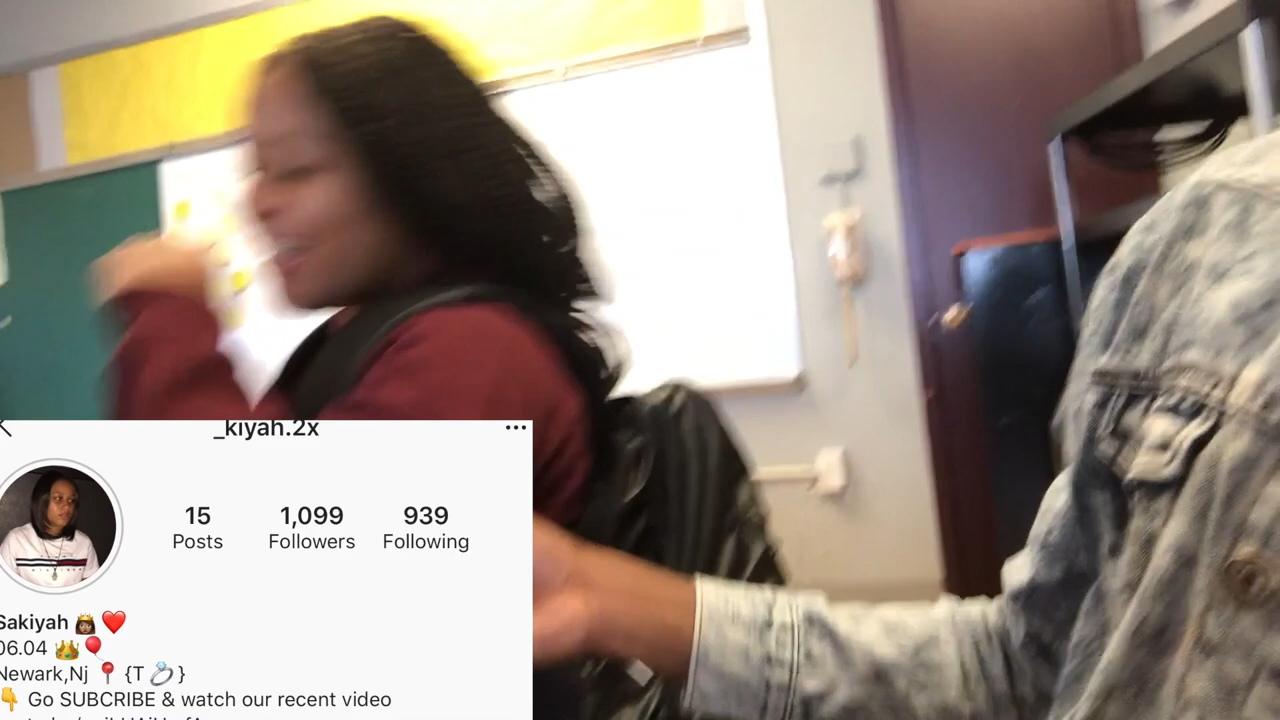 _kiyah.2x
15 1,099 939
Posts Followers Following
Sakiyah 👸🏾❤️
06.04 👑🎈
Newark,Nj 📍 {T 💍}
👇 Go SUBSCRIBE & watch our recent video